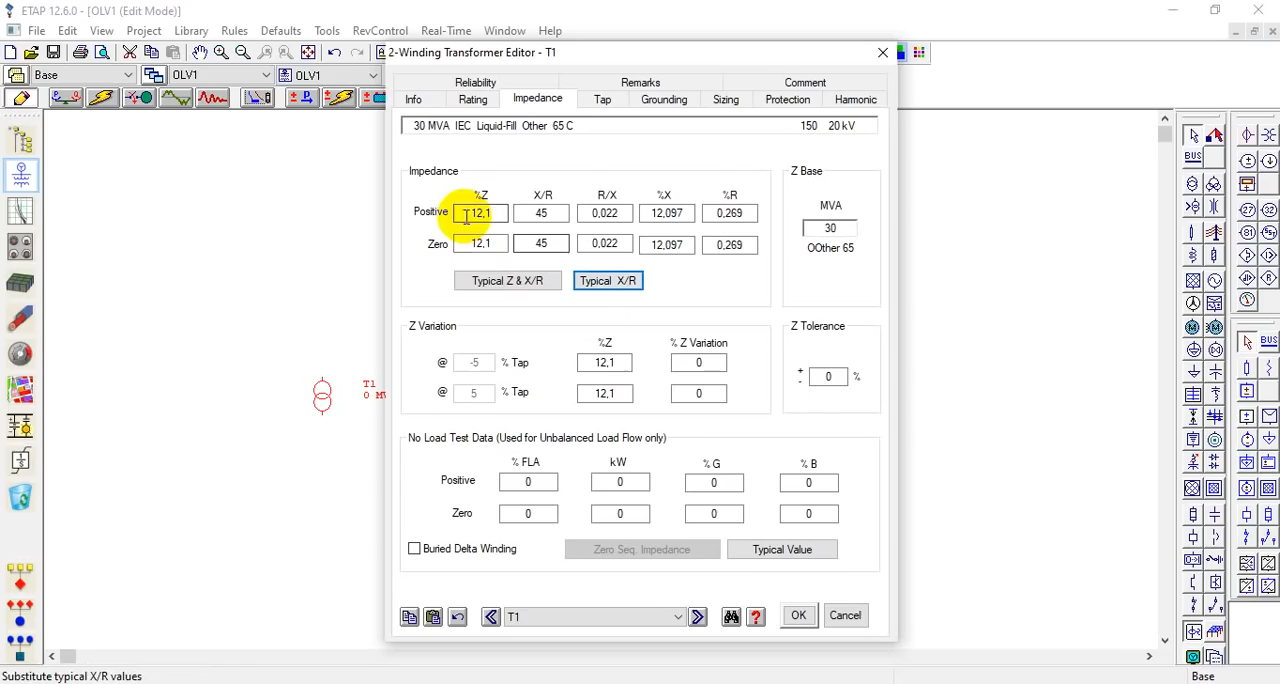 ETAP 12.6.0 - [OLV1 (Edit Mode)]
File Edit View Project Library Rules Defaults Tools RevControl Real-Time Window Help
Base OLV1 OLV1
2-Winding Transformer Editor - T1
Reliability Remarks Comment
Info Rating Impedance Tap Grounding Sizing Protection Harmonic
30 MVA IEC Liquid-Fill Other 65 C 150 20 kV
Impedance
%Z X/R R/X %X %R
Positive 12,1 45 0,022 12,097 0,269
Zero 12,1 45 0,022 12,097 0,269
Typical Z & X/R Typical X/R
Z Base
MVA
30
OOther 65
Z Variation
%Z % Z Variation
@ -5 % Tap 12,1 0
@ 5 % Tap 12,1 0
Z Tolerance
+
- 0 %
No Load Test Data (Used for Unbalanced Load Flow only)
% FLA kW % G % B
Positive 0 0 0 0
Zero 0 0 0 0
Buried Delta Winding Zero Seq. Impedance Typical Value
T1
OK Cancel
T1
0 M
BUS
BUS
Substitute typical X/R values
Base